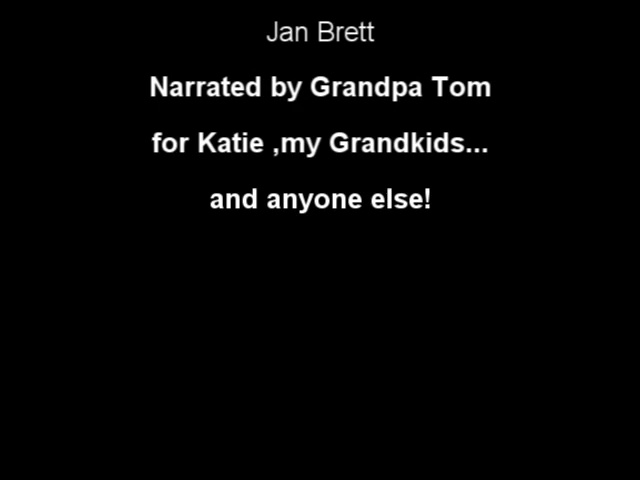 Jan Brett
Narrated by Grandpa Tom
for Katie ,my Grandkids...
and anyone else!